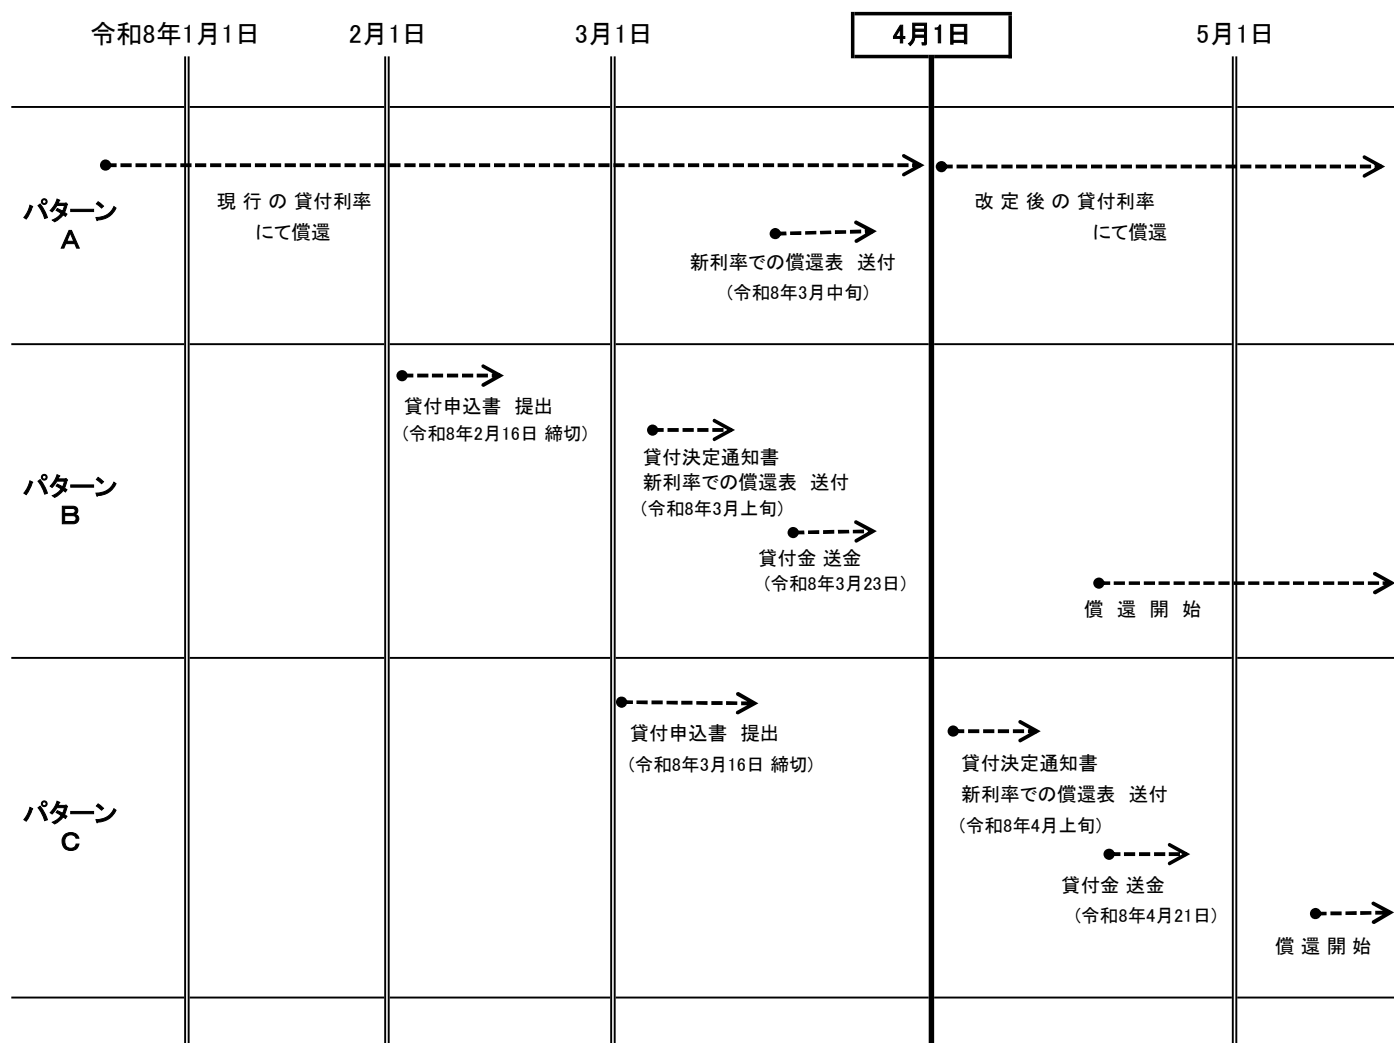 令和8年1月1日
2月1日
3月1日
4月1日
5月1日
パターン
A
現 行 の 貸付利率
にて償還
新利率での償還表 送付
(令和8年3月中旬)
改 定 後 の 貸付利率
にて償還
パターン
B
貸付申込書 提出
(令和8年2月16日 締切)
貸付決定通知書
新利率での償還表 送付
(令和8年3月上旬)
貸付金 送金
(令和8年3月23日)
償 還 開 始
パターン
C
貸付申込書 提出
(令和8年3月16日 締切)
貸付決定通知書
新利率での償還表 送付
(令和8年4月上旬)
貸付金 送金
(令和8年4月21日)
償 還 開 始